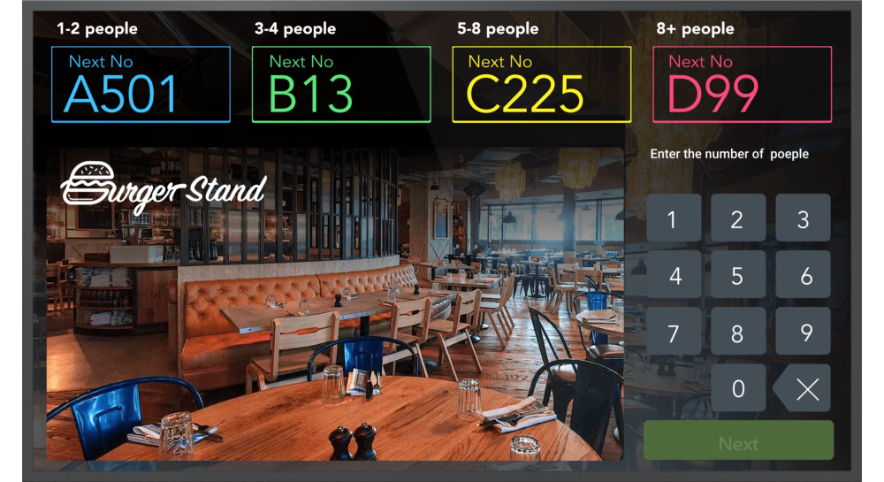 1-2 people
3-4 people
5-8 people
8+ people
Next No
A501
Next No
B13
Next No
C225
Next No
D99
Burger Stand
Enter the number of  poeple
1 2 3
4 5 6
7 8 9
0
Next